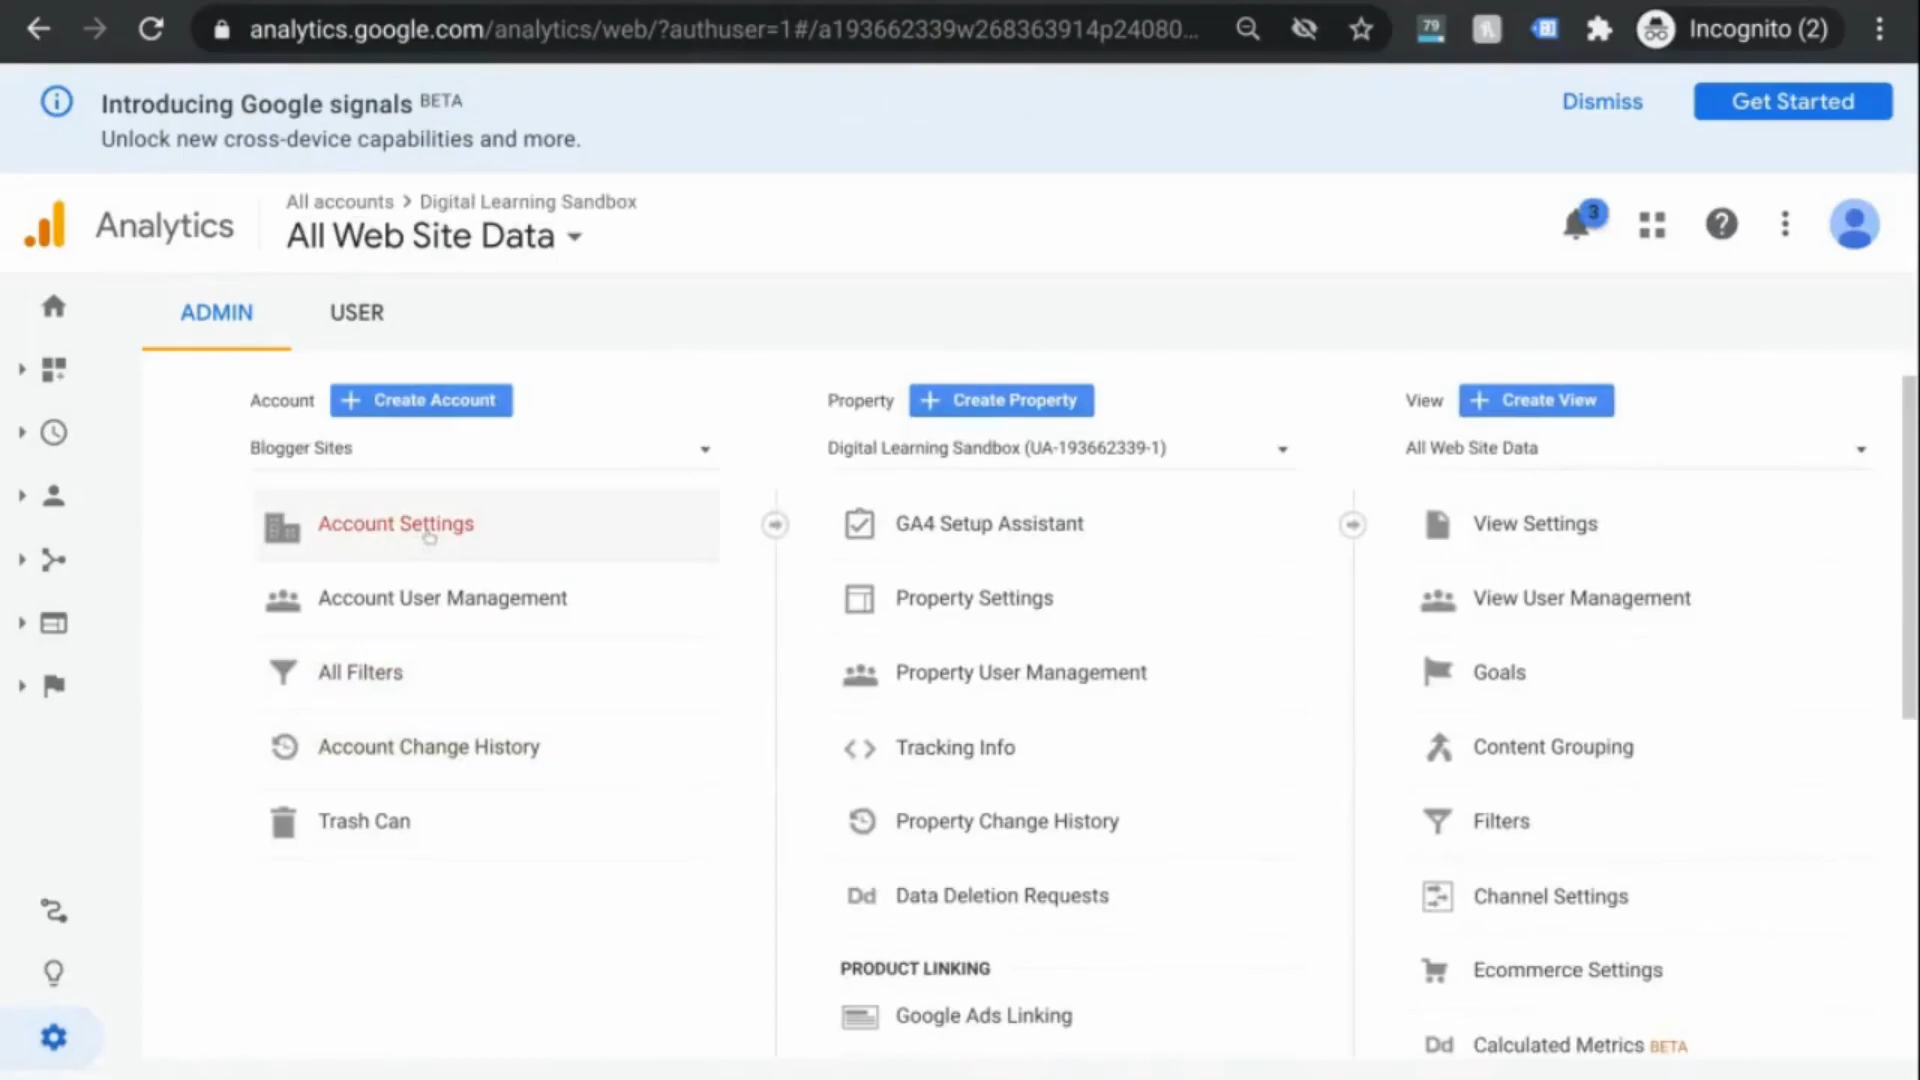 analytics.google.com/analytics/web/?authuser=1#/a193662339w268363914p24080...
79
Incognito (2)
Introducing Google signals BETA
Unlock new cross-device capabilities and more.
Dismiss
Get Started
Analytics
All accounts > Digital Learning Sandbox
All Web Site Data
3
ADMIN
USER
Account
+ Create Account
Blogger Sites
Account Settings
Account User Management
All Filters
Account Change History
Trash Can
Property
+ Create Property
Digital Learning Sandbox (UA-193662339-1)
GA4 Setup Assistant
Property Settings
Property User Management
Tracking Info
Property Change History
Dd Data Deletion Requests
PRODUCT LINKING
Google Ads Linking
View
+ Create View
All Web Site Data
View Settings
View User Management
Goals
Content Grouping
Filters
Channel Settings
Ecommerce Settings
Dd Calculated Metrics BETA